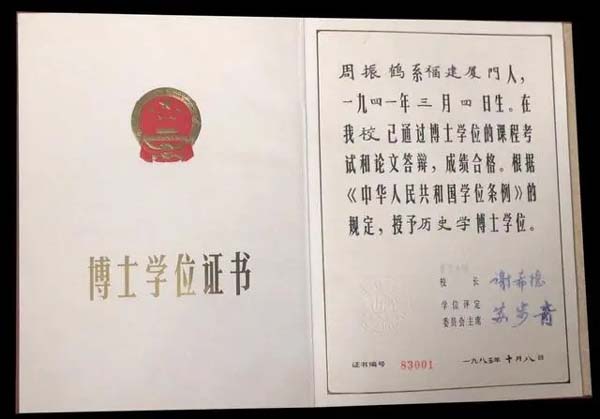 博士学位证书
周振鹤系福建厦門人,
一九四一年三月四日生。在
我校已通过博士学位的课程考
试和论文答辩,成绩合格。根据
《中华人民共和国学位条例》的
规定,授予历史学博士学位。
校 长 谢希德
学位评定
委员会主席 苏步青
证书编号 83001 一九八三年十月八日